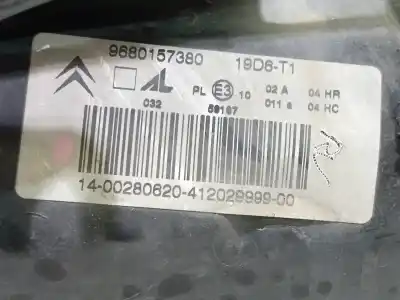 9680157380 19D6-T1
AL PL E3 10 02 A 04 HR
032 59187 011 e 04 HC
14-00280620-412029999-00